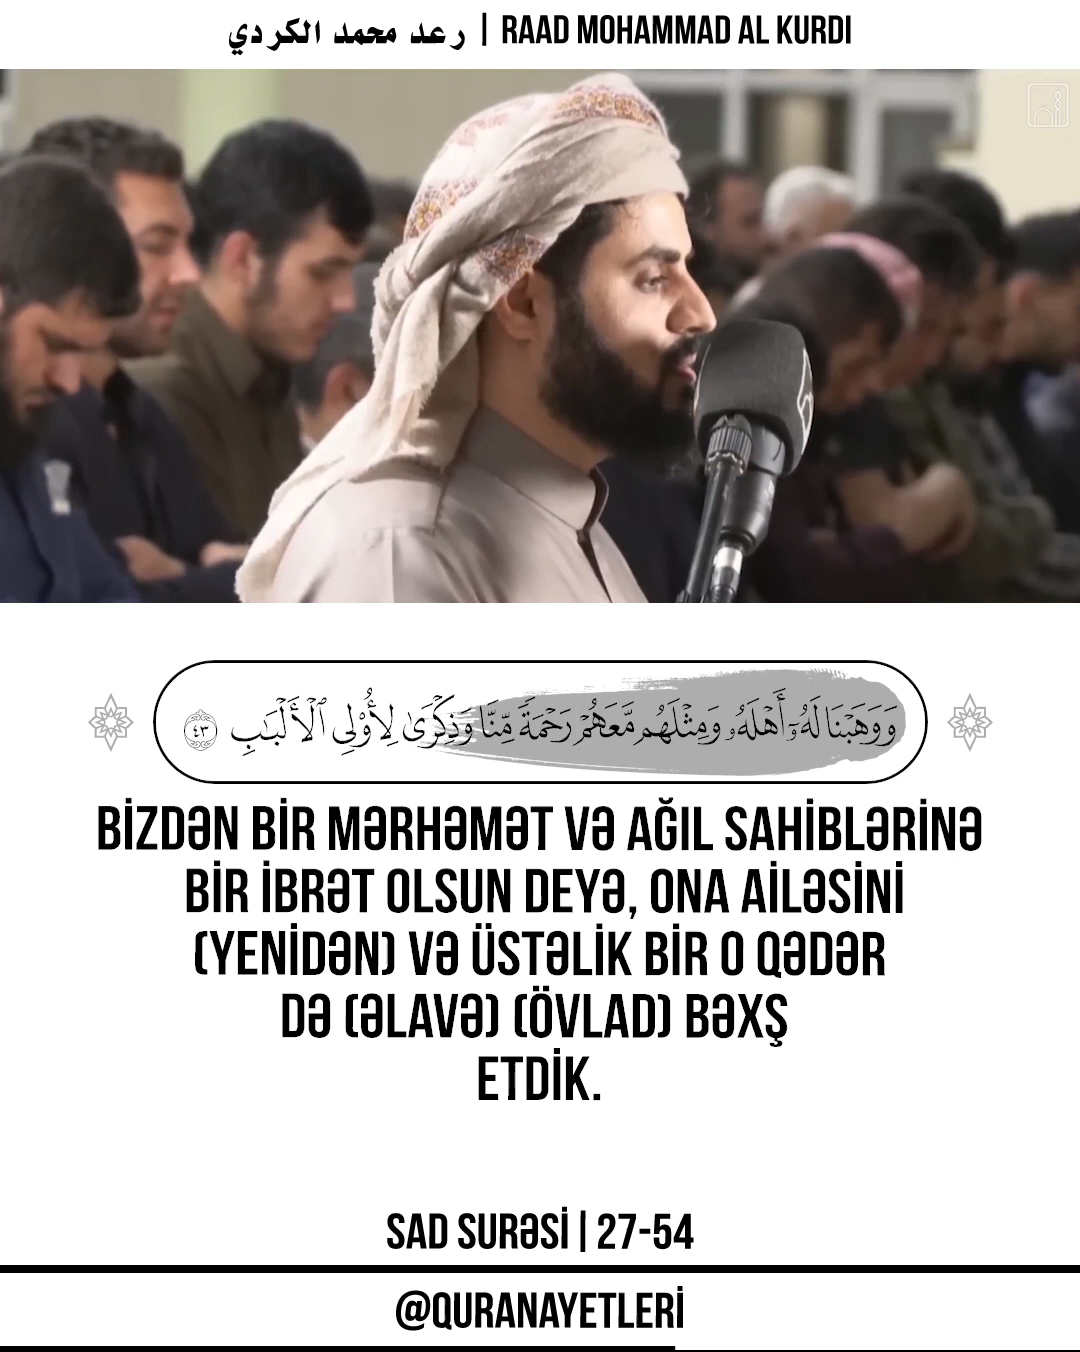 رعد محمد الكردي | RAAD MOHAMMAD AL KURDI
وَوَهَبْنَا لَهُۥٓ أَهْلَهُۥ وَمِثْلَهُم مَّعَهُمْ رَحْمَةً مِّنَّا وَذِكْرَىٰ لِأُو۟لِى ٱلْأَلْبَـٰبِ ٤٣
BİZDƏN BİR MƏRHƏMƏT VƏ AĞIL SAHİBLƏRİNƏ
BİR İBRƏT OLSUN DEYƏ, ONA AİLƏSİNİ
(YENİDƏN) VƏ ÜSTƏLİK BİR O QƏDƏR
DƏ (ƏLAVƏ) (ÖVLAD) BƏXŞ
ETDİK.
SAD SURƏSİ | 27-54
@QURANAYETLERİ